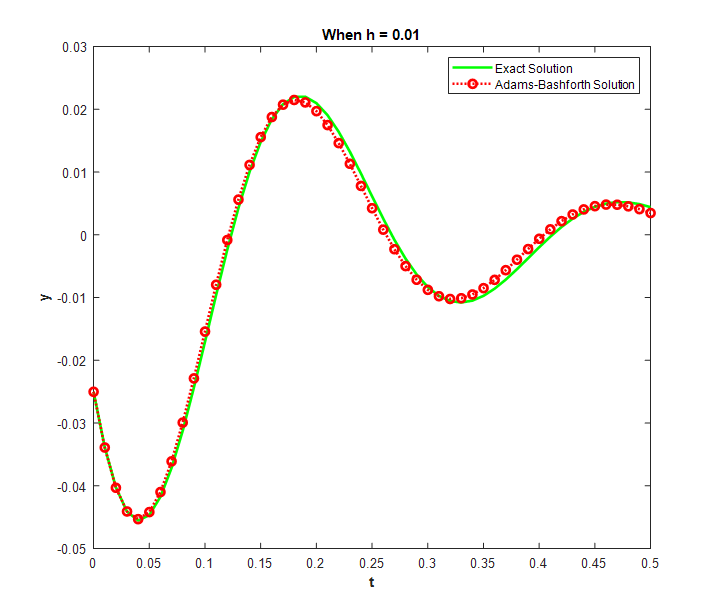 When h = 0.01
0.03
0.02
0.01
0
-0.01
-0.02
-0.03
-0.04
-0.05
y
Exact Solution
Adams-Bashforth Solution
0 0.05 0.1 0.15 0.2 0.25 0.3 0.35 0.4 0.45 0.5
t